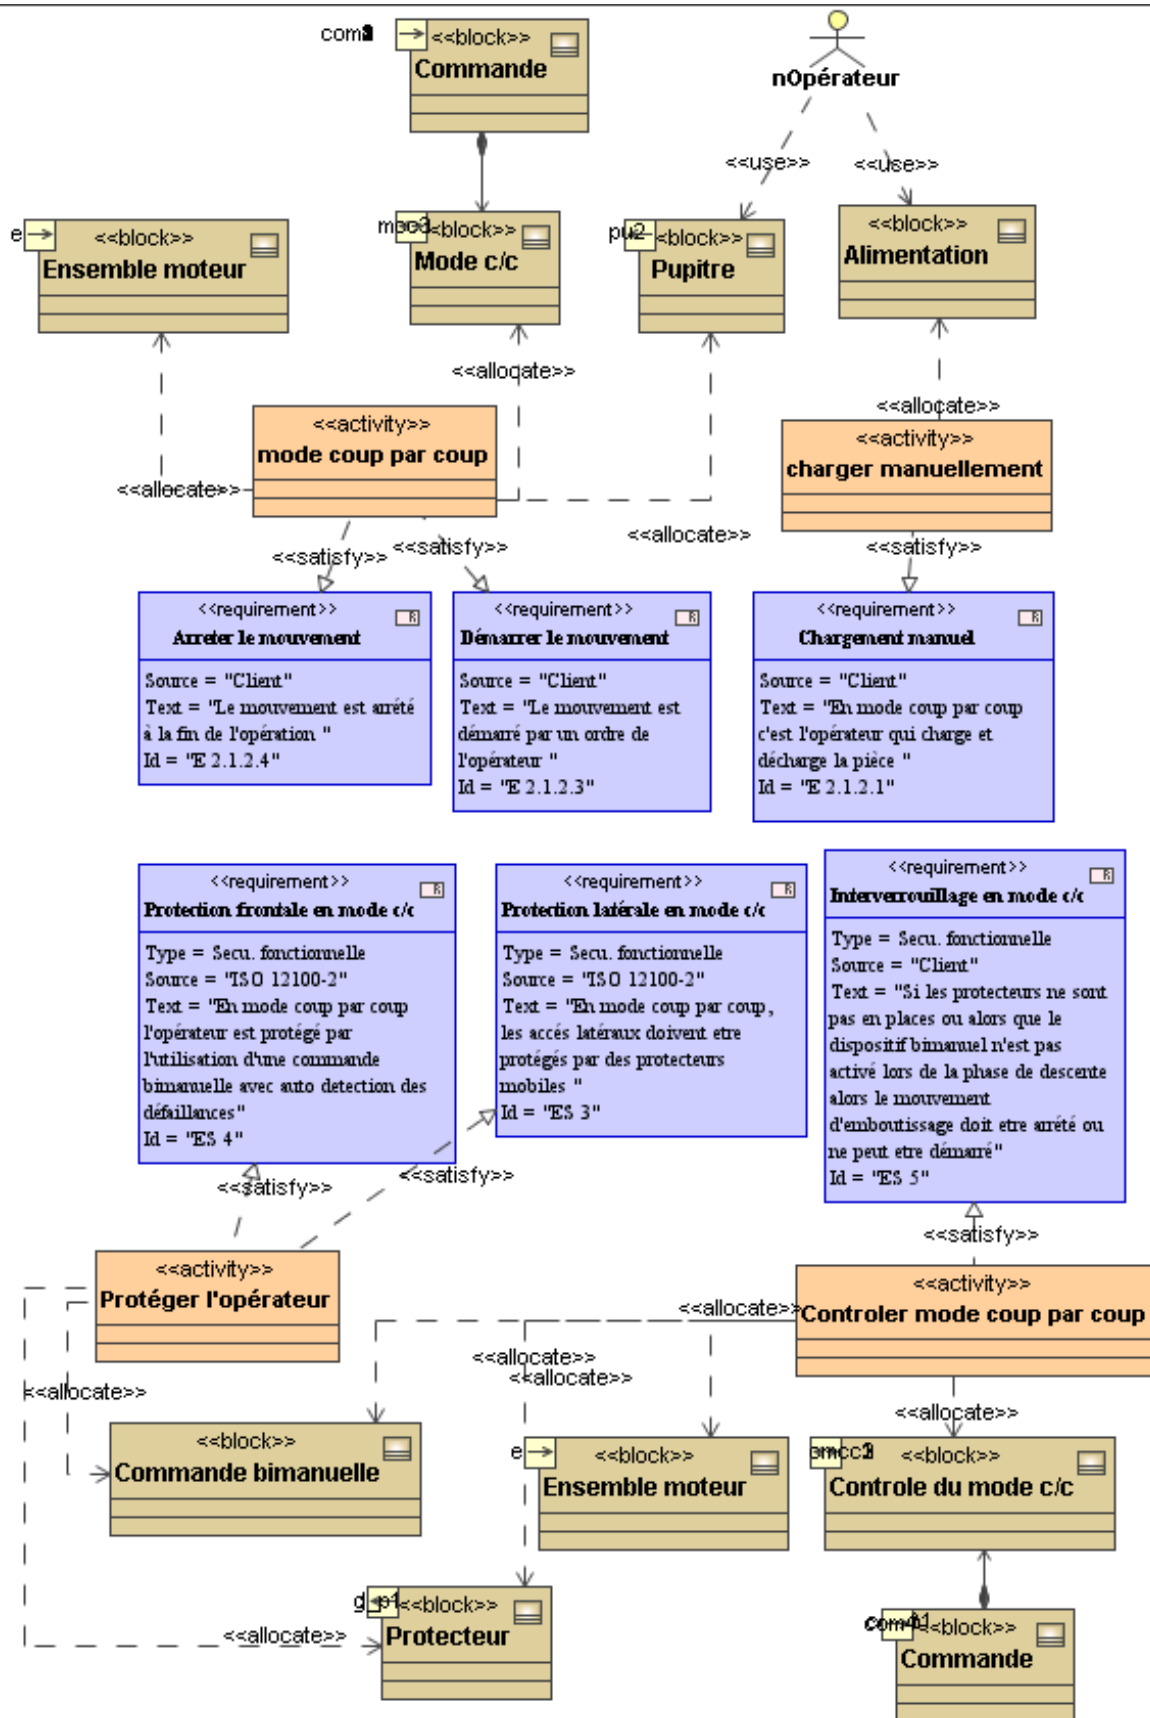 <<block>>
Commande
nOpérateur
<<use>>
<<use>>
e
<<block>>
Ensemble moteur
<<block>>
Mode c/c
pu2
<<block>>
Pupitre
<<block>>
Alimentation
<<allocate>>
<<allocate>>
<<activity>>
mode coup par coup
<<activity>>
charger manuellement
<<allocate>>
<<allocate>>
<<satisfy>>
<<satisfy>>
<<satisfy>>
<<requirement>>
Arreter le mouvement
Source = "Client"
Text = "Le mouvement est arrété
à la fin de l'opération "
Id = "E 2.1.2.4"
<<requirement>>
Démarrer le mouvement
Source = "Client"
Text = "Le mouvement est
démarré par un ordre de
l'opérateur "
Id = "E 2.1.2.3"
<<requirement>>
Chargement manuel
Source = "Client"
Text = "En mode coup par coup
c'est l'opérateur qui charge et
décharge la pièce "
Id = "E 2.1.2.1"
<<requirement>>
Protection frontale en mode c/c
Type = Secu. fonctionnelle
Source = "ISO 12100-2"
Text = "En mode coup par coup
l'opérateur est protégé par
l'utilisation d'une commande
bimanuelle avec auto detection des
défaillances"
Id = "ES 4"
<<requirement>>
Protection latérale en mode c/c
Type = Secu. fonctionnelle
Source = "ISO 12100-2"
Text = "En mode coup par coup,
les accés latéraux doivent etre
protégés par des protecteurs
mobiles "
Id = "ES 3"
<<requirement>>
Interverrouillage en mode c/c
Type = Secu. fonctionnelle
Source = "Client"
Text = "Si les protecteurs ne sont
pas en places ou alors que le
dispositif bimanuel n'est pas
activé lors de la phase de descente
alors le mouvement
d'emboutissage doit etre arrété ou
ne peut etre démarré"
Id = "ES 5"
<<satisfy>>
<<satisfy>>
<<satisfy>>
<<activity>>
Protéger l'opérateur
<<activity>>
Controler mode coup par coup
<<allocate>>
<<allocate>>
<<allocate>>
<<allocate>>
<<allocate>>
<<block>>
Commande bimanuelle
e
<<block>>
Ensemble moteur
<<block>>
Controle du mode c/c
<<block>>
Protecteur
<<allocate>>
<<block>>
Commande